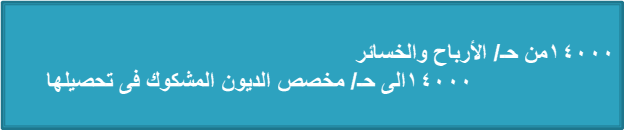 ١٤٠٠٠من حـ/ الأرباح والخسائر
١٤٠٠٠الى حـ/ مخصص الديون المشكوك فى تحصيلها